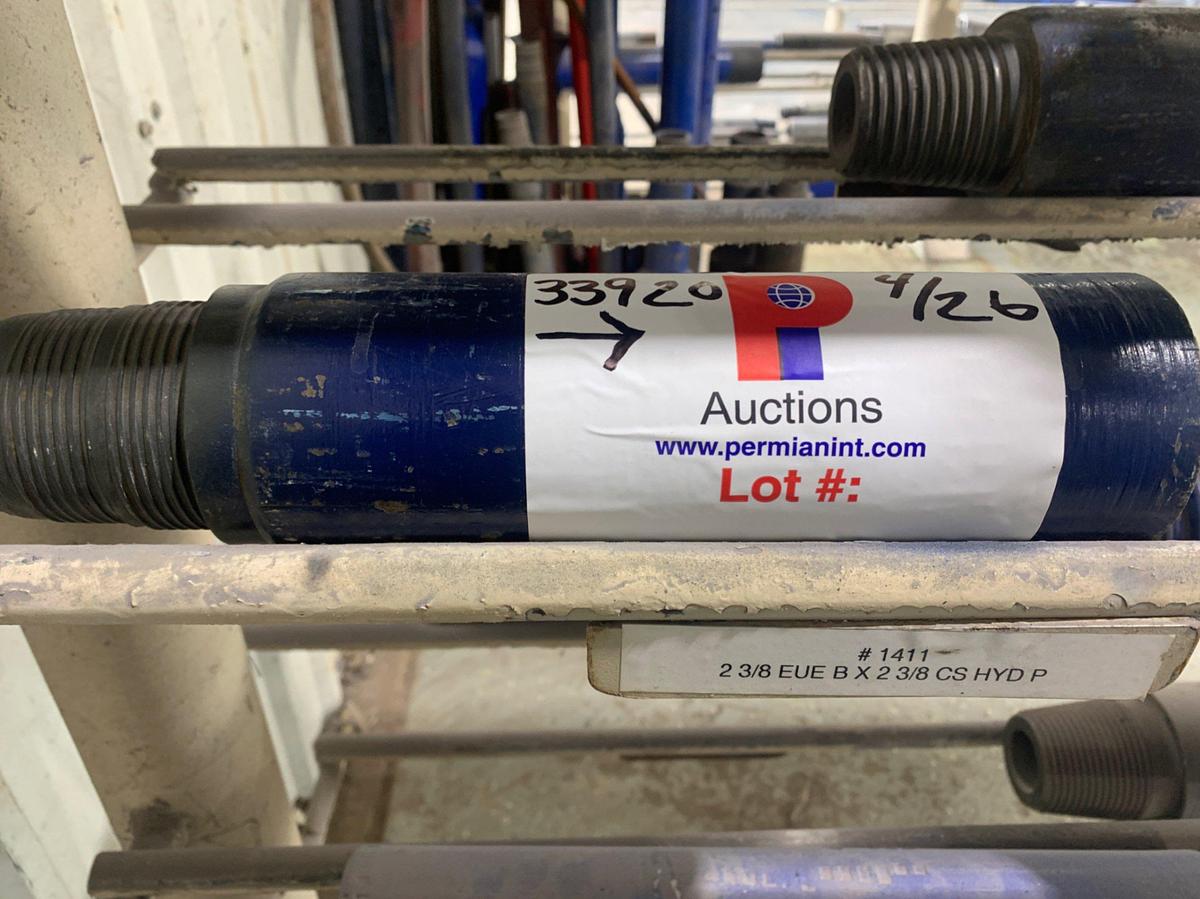 33920 P 4/26
→
Auctions
www.permianint.com
Lot #:
# 1411
2 3/8 EUE B X 2 3/8 CS HYD P